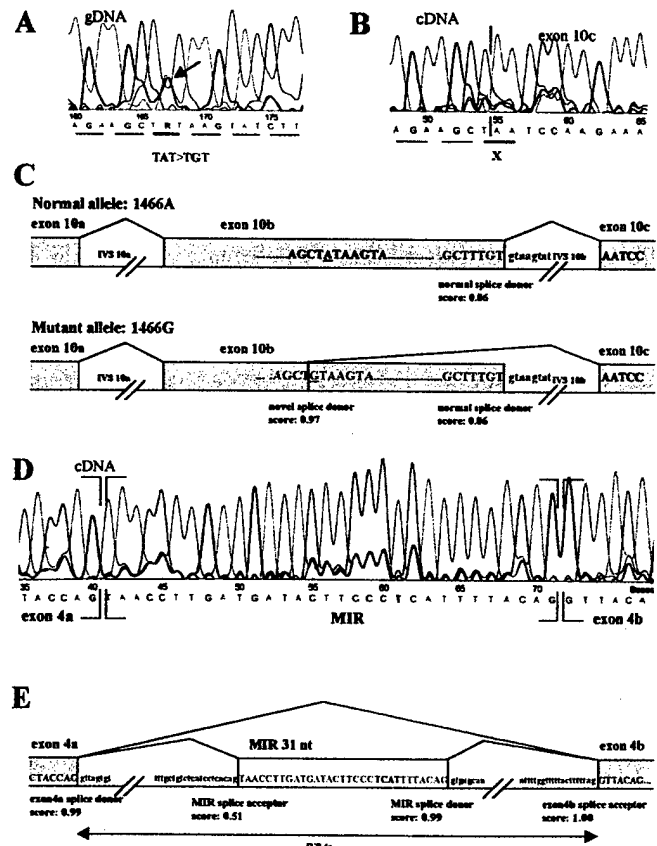 A
gDNA
160 165 170 175
A G A A G C T R T A A G T A T C T T
TAT>TGT
B
cDNA
exon 10c
50 55 60 65
A G A A G C T A A T C C A A G A A A
X
C
Normal allele: 1466A
exon 10a
exon 10b
exon 10c
IVS 10a
AGCTATAAGTA
GCTTTGT
gtaagtat
IVS 10b
AATCC
normal splice donor
score: 0.86
Mutant allele: 1466G
exon 10a
exon 10b
exon 10c
IVS 10a
AGCTGTAAGTA
GCTTTGT
gtaagtat
IVS 10b
AATCC
novel splice donor
score: 0.97
normal splice donor
score: 0.86
D
cDNA
35 40 45 50 55 60 65 70
T A C C A G T A A C C T T G A T G A T A C T T C C C T C A T T T T A C A G G T T A C A
exon 4a
MIR
exon 4b
E
exon 4a
MIR 31 nt
exon 4b
CTACCAG
TAACCTTGATGATACTTCCCTCATTTTACAG
GTTACAG...
exon4a splice donor
score: 0.99
MIR splice acceptor
score: 0.51
MIR splice donor
score: 0.99
exon4b splice acceptor
score: 1.00